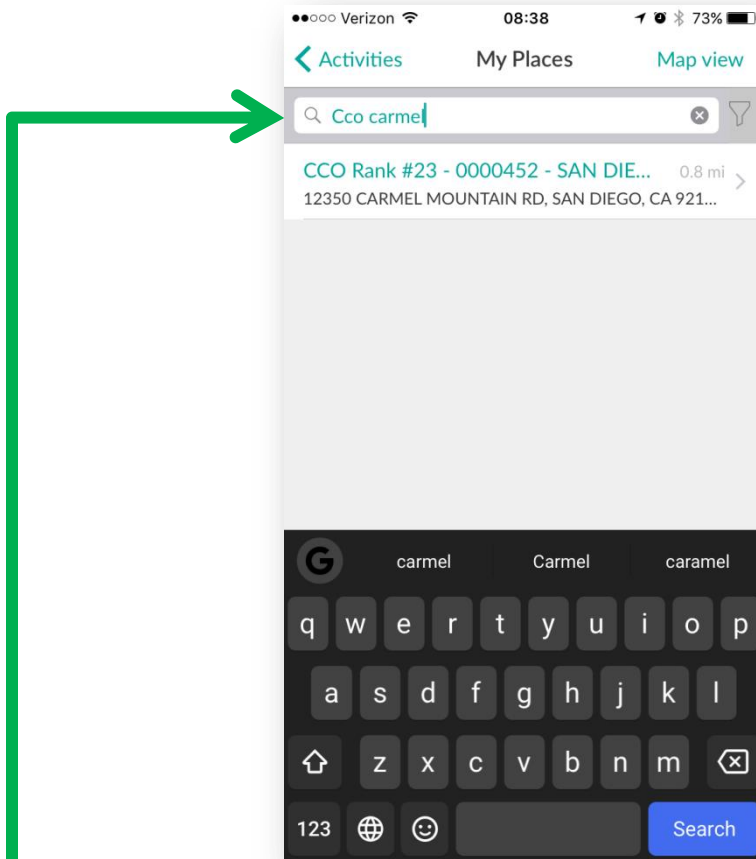 Verizon 08:38 73%
Activities My Places Map view
Cco carmel
CCO Rank #23 - 0000452 - SAN DIE... 0.8 mi
12350 CARMEL MOUNTAIN RD, SAN DIEGO, CA 921...
G carmel Carmel caramel
q w e r t y u i o p
a s d f g h j k l
z x c v b n m
123 Search